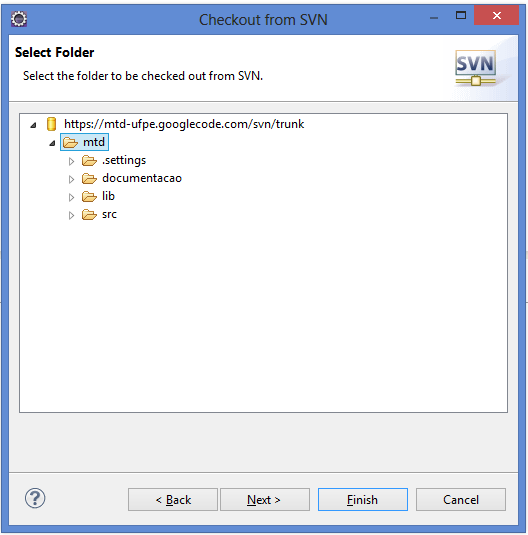 Checkout from SVN
Select Folder
Select the folder to be checked out from SVN.
SVN
https://mtd-ufpe.googlecode.com/svn/trunk
mtd
.settings
documentacao
lib
src
?
< Back
Next >
Finish
Cancel